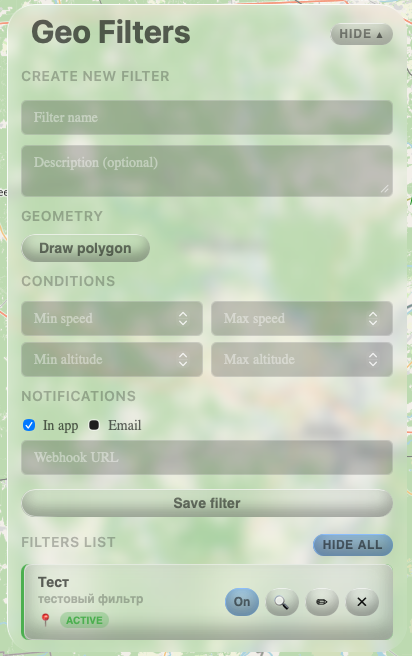 Geo Filters
HIDE ▲
CREATE NEW FILTER
Filter name
Description (optional)
GEOMETRY
Draw polygon
CONDITIONS
Min speed
Max speed
Min altitude
Max altitude
NOTIFICATIONS
In app Email
Webhook URL
Save filter
FILTERS LIST
HIDE ALL
Тест
тестовый фильтр
ACTIVE
On